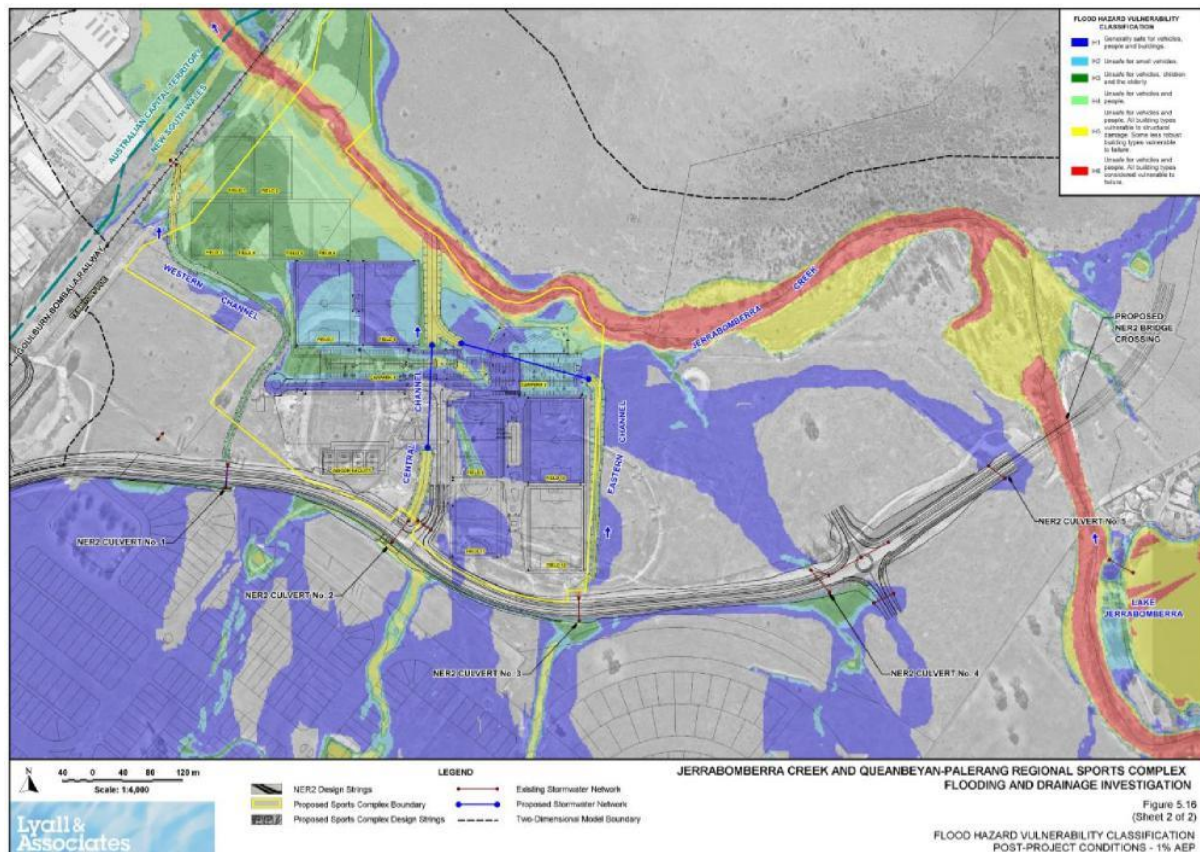 FLOOD HAZARD VULNERABILITY
CLASSIFICATION
H1 Generally safe for vehicles,
people and buildings.
H2 Unsafe for small vehicles.
H3 Unsafe for vehicles, children
and the elderly.
H4 Unsafe for vehicles and
people.
H5 Unsafe for vehicles and
people. All building types
vulnerable to structural
damage. Some less robust
building types vulnerable
to failure.
H6 Unsafe for vehicles and
people. All building types
considered vulnerable to
failure.
AUSTRALIAN CAPITAL TERRITORY
NEW SOUTH WALES
GOULBURN-BOMBALA RAILWAY
WESTERN CHANNEL
CENTRAL CHANNEL
EASTERN CHANNEL
JERRABOMBERRA CREEK
PROPOSED
NER2 BRIDGE
CROSSING
LAKE
JERRABOMBERRA
NER2 CULVERT No. 1
NER2 CULVERT No. 2
NER2 CULVERT No. 3
NER2 CULVERT No. 4
NER2 CULVERT No. 5
N
40 0 40 80 120 m
Scale: 1:4,000
LEGEND
NER2 Design Strings
Proposed Sports Complex Boundary
Proposed Sports Complex Design Strings
Existing Stormwater Network
Proposed Stormwater Network
Two-Dimensional Model Boundary
JERRABOMBERRA CREEK AND QUEANBEYAN-PALERANG REGIONAL SPORTS COMPLEX
FLOODING AND DRAINAGE INVESTIGATION
Figure 5.16
(Sheet 2 of 2)
FLOOD HAZARD VULNERABILITY CLASSIFICATION
POST-PROJECT CONDITIONS - 1% AEP
Lyall &
Associates